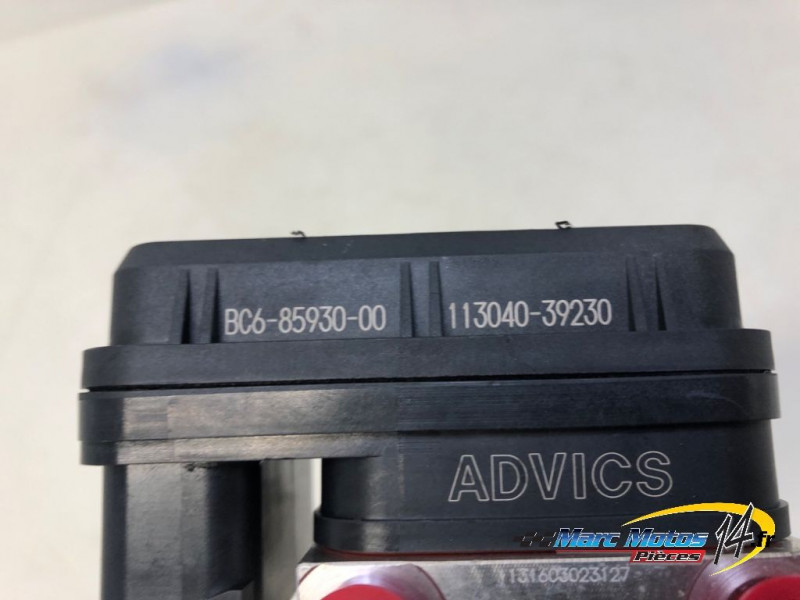 BC6-85930-00 113040-39230
ADVICS
Marc Motos 14.fr
Pièces
1131603023127